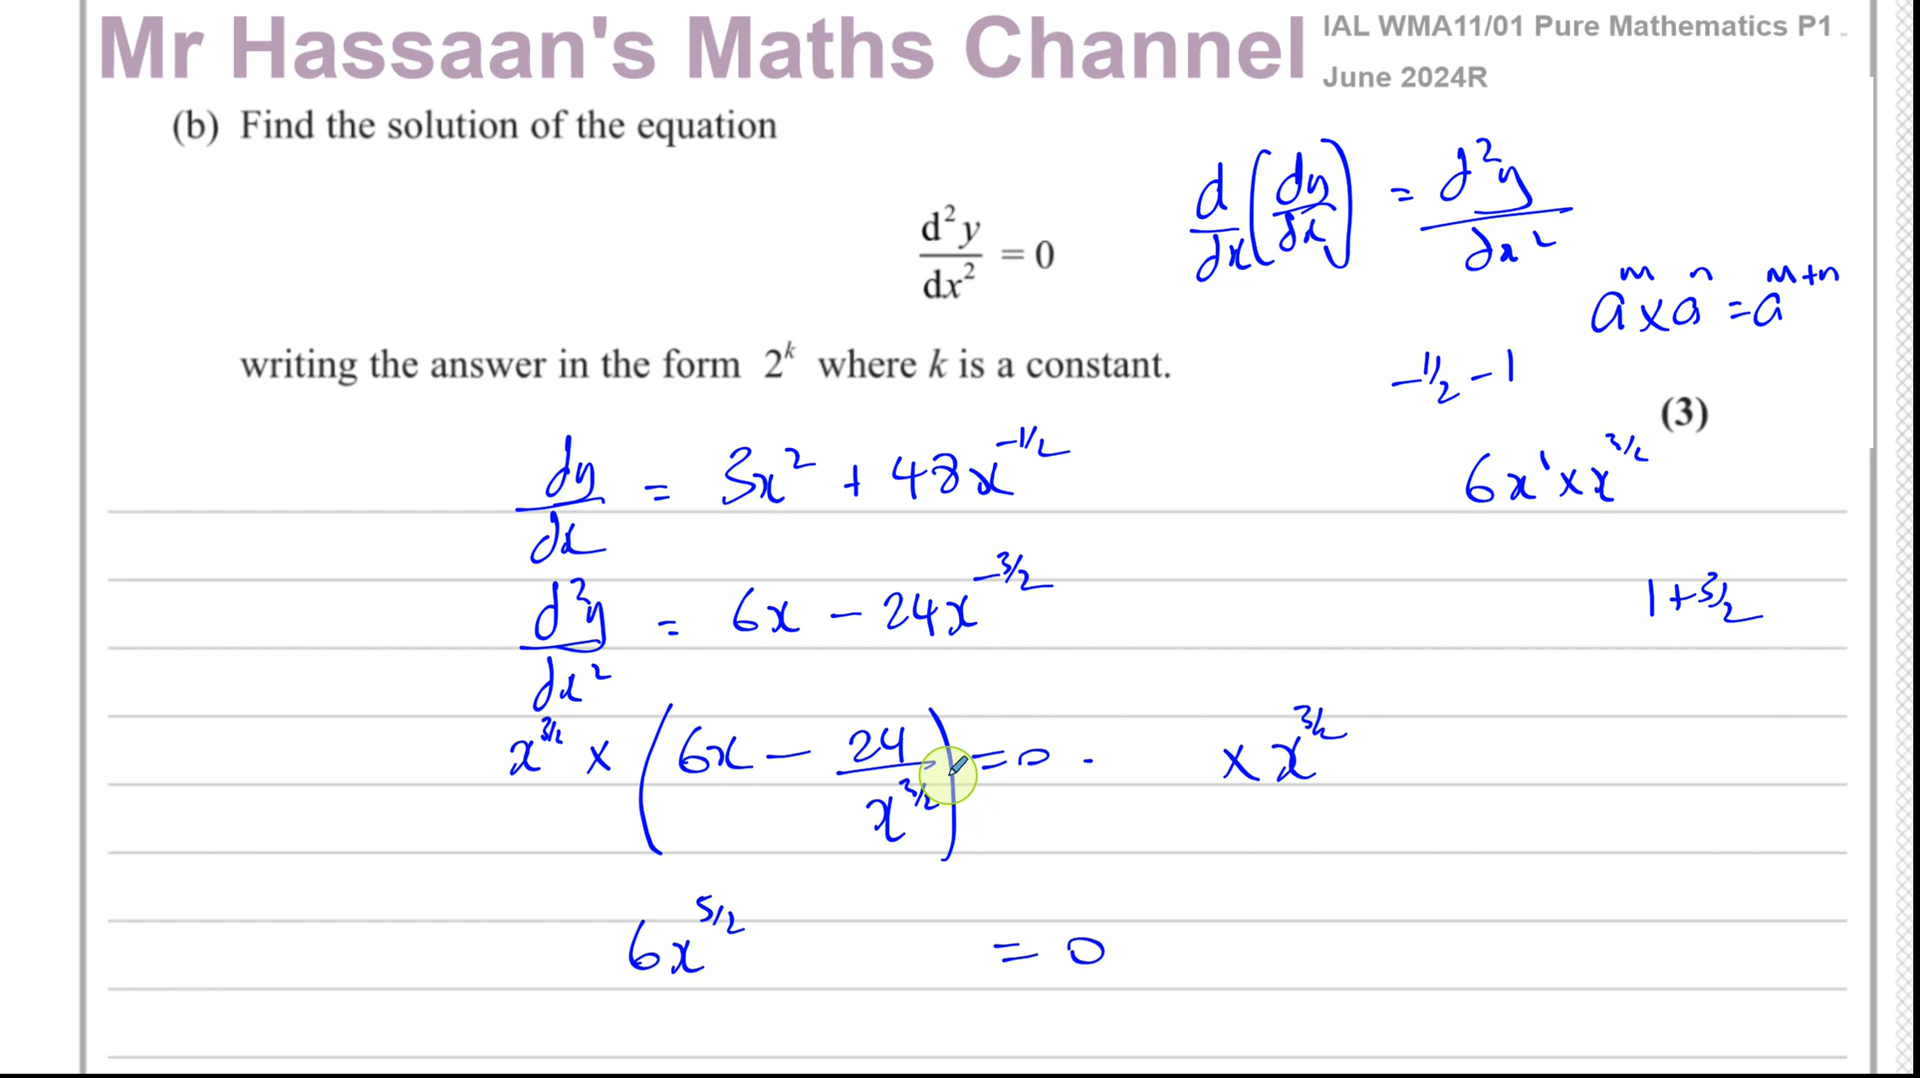 Mr Hassaan's Maths Channel
IAL WMA11/01 Pure Mathematics P1
June 2024R
(b) Find the solution of the equation
d²y/dx² = 0
d/dx (dy/dx) = d²y/dx²
a^m × a^n = a^(m+n)
writing the answer in the form 2^k where k is a constant.
-1/2 - 1
(3)
dy/dx = 3x² + 48x^(-1/2)
6x^1 × x^(3/2)
d²y/dx² = 6x - 24x^(-3/2)
1 + 3/2
x^(3/2) × (6x - 24/x^(3/2)) = 0 .
× x^(3/2)
6x^(5/2) = 0